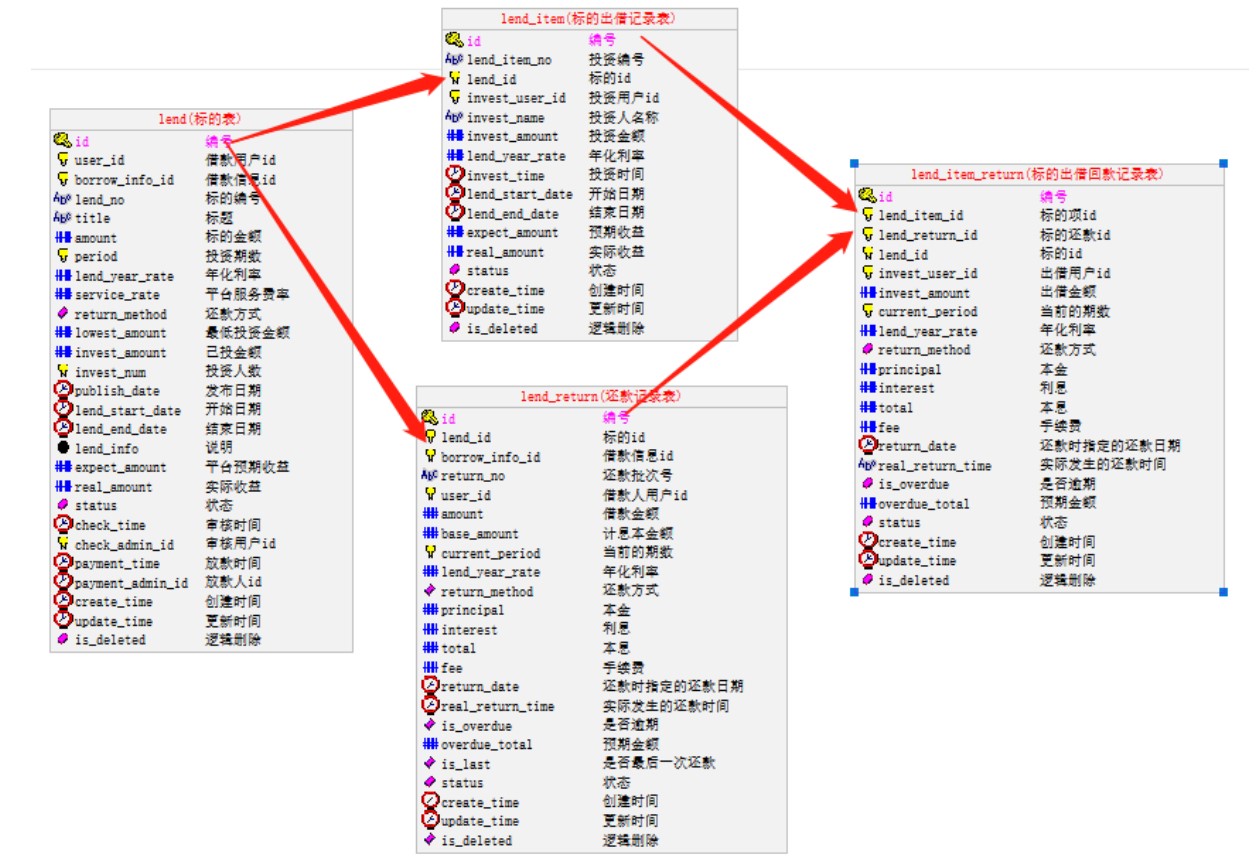 lend_item(标的出借记录表)
id 编号
lend_item_no 投资编号
lend_id 标的id
invest_user_id 投资用户id
invest_name 投资人名称
invest_amount 投资金额
lend_year_rate 年化利率
invest_time 投资时间
lend_start_date 开始日期
lend_end_date 结束日期
expect_amount 预期收益
real_amount 实际收益
status 状态
create_time 创建时间
update_time 更新时间
is_deleted 逻辑删除
lend(标的表)
id 编号
user_id 借款用户id
borrow_info_id 借款信息id
lend_no 标的编号
title 标题
amount 标的金额
period 投资期数
lend_year_rate 年化利率
service_rate 平台服务费率
return_method 还款方式
lowest_amount 最低投资金额
invest_amount 已投金额
invest_num 投资人数
publish_date 发布日期
lend_start_date 开始日期
lend_end_date 结束日期
lend_info 说明
expect_amount 平台预期收益
real_amount 实际收益
status 状态
check_time 审核时间
check_admin_id 审核用户id
payment_time 放款时间
payment_admin_id 放款人id
create_time 创建时间
update_time 更新时间
is_deleted 逻辑删除
lend_return(还款记录表)
id 编号
lend_id 标的id
borrow_info_id 借款信息id
return_no 还款批次号
user_id 借款人用户id
amount 借款金额
base_amount 计息本金额
current_period 当前的期数
lend_year_rate 年化利率
return_method 还款方式
principal 本金
interest 利息
total 本息
fee 手续费
return_date 还款时指定的还款日期
real_return_time 实际发生的还款时间
is_overdue 是否逾期
overdue_total 预期金额
is_last 是否最后一次还款
status 状态
create_time 创建时间
update_time 更新时间
is_deleted 逻辑删除
lend_item_return(标的出借回款记录表)
id 编号
lend_item_id 标的项id
lend_return_id 标的还款id
lend_id 标的id
invest_user_id 出借用户id
invest_amount 出借金额
current_period 当前的期数
lend_year_rate 年化利率
return_method 还款方式
principal 本金
interest 利息
total 本息
fee 手续费
return_date 还款时指定的还款日期
real_return_time 实际发生的还款时间
is_overdue 是否逾期
overdue_total 预期金额
status 状态
create_time 创建时间
update_time 更新时间
is_deleted 逻辑删除